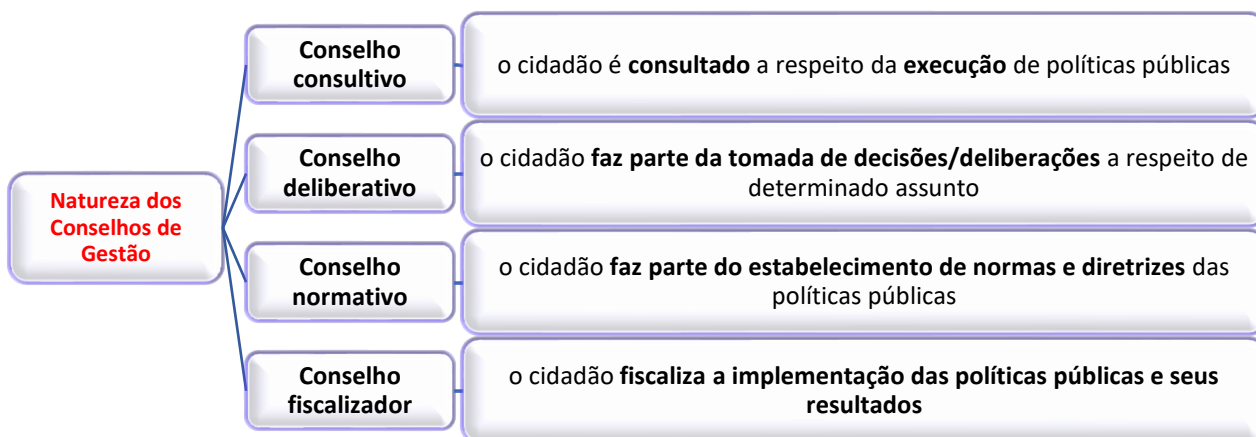 Natureza dos
Conselhos de
Gestão
Conselho
consultivo
o cidadão é consultado a respeito da execução de políticas públicas
Conselho
deliberativo
o cidadão faz parte da tomada de decisões/deliberações a respeito de
determinado assunto
Conselho
normativo
o cidadão faz parte do estabelecimento de normas e diretrizes das
políticas públicas
Conselho
fiscalizador
o cidadão fiscaliza a implementação das políticas públicas e seus
resultados